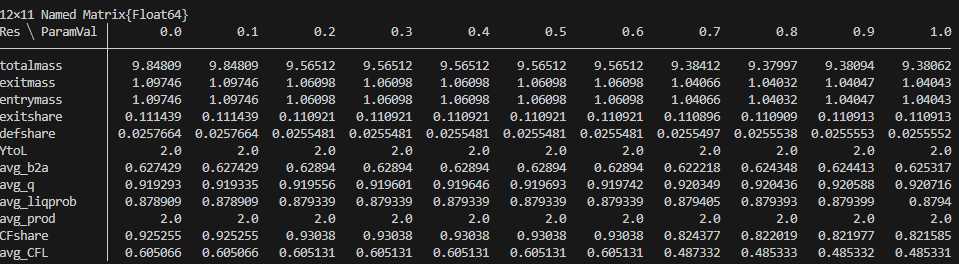 12×11 Named Matrix{Float64}
Res ╲ ParamVal │ 0.0 0.1 0.2 0.3 0.4 0.5 0.6 0.7 0.8 0.9 1.0
totalmass │ 9.84809 9.84809 9.56512 9.56512 9.56512 9.56512 9.56512 9.38412 9.37997 9.38094 9.38062
exitmass │ 1.09746 1.09746 1.06098 1.06098 1.06098 1.06098 1.06098 1.04066 1.04032 1.04047 1.04043
entrymass │ 1.09746 1.09746 1.06098 1.06098 1.06098 1.06098 1.06098 1.04066 1.04032 1.04047 1.04043
exitshare │ 0.111439 0.111439 0.110921 0.110921 0.110921 0.110921 0.110921 0.110896 0.110909 0.110913 0.110913
defshare │ 0.0257664 0.0257664 0.0255481 0.0255481 0.0255481 0.0255481 0.0255481 0.0255497 0.0255538 0.0255553 0.0255552
YtoL │ 2.0 2.0 2.0 2.0 2.0 2.0 2.0 2.0 2.0 2.0 2.0
avg_b2a │ 0.627429 0.627429 0.62894 0.62894 0.62894 0.62894 0.62894 0.622218 0.624348 0.624413 0.625317
avg_q │ 0.919293 0.919335 0.919556 0.919601 0.919646 0.919693 0.919742 0.920349 0.920436 0.920588 0.920716
avg_liqprob │ 0.878909 0.878909 0.879339 0.879339 0.879339 0.879339 0.879339 0.879405 0.879393 0.879399 0.8794
avg_prod │ 2.0 2.0 2.0 2.0 2.0 2.0 2.0 2.0 2.0 2.0 2.0
CFshare │ 0.925255 0.925255 0.93038 0.93038 0.93038 0.93038 0.93038 0.824377 0.822019 0.821977 0.821585
avg_CFL │ 0.605066 0.605066 0.605131 0.605131 0.605131 0.605131 0.605131 0.487332 0.485333 0.485332 0.485331